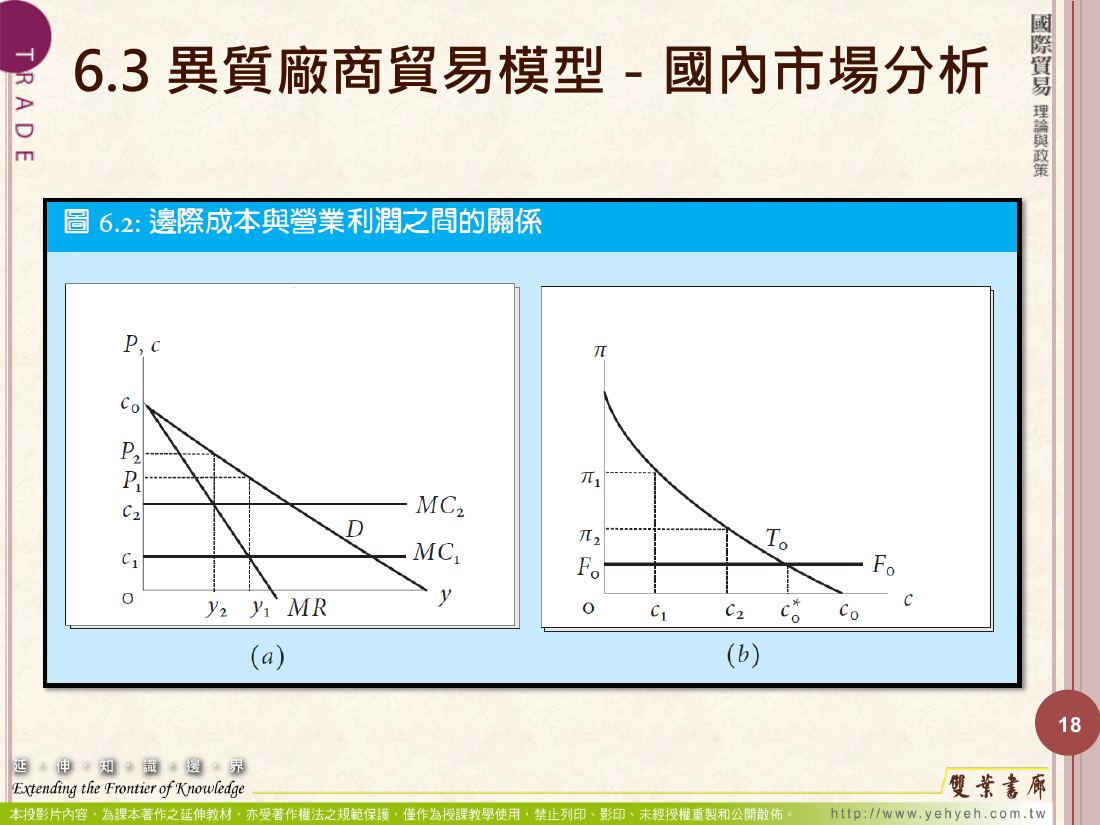 TRADE
6.3 異質廠商貿易模型 - 國內市場分析
國際貿易 理論與政策
圖 6.2: 邊際成本與營業利潤之間的關係
P, c
c₀
P₂
P₁
c₂
c₁
o
MC₂
D
MC₁
y₂
y₁
MR
y
(a)
π
π₁
π₂
F₀
T₀
F₀
o
c₁
c₂
c₀*
c₀
c
(b)
18
延 ‧ 伸 ‧ 知 ‧ 識 ‧ 邊 ‧ 界
Extending the Frontier of Knowledge
雙葉書廊
本投影片內容，為課本著作之延伸教材，亦受著作權法之規範保護，僅作為授課教學使用，禁止列印、影印、未經授權重製和公開散佈。
http://www.yehyeh.com.tw